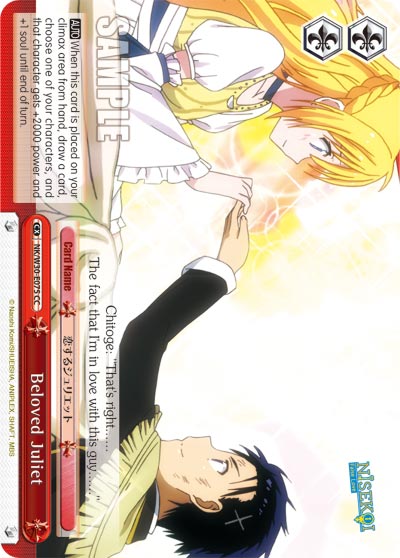 SAMPLE
NISEKOI
False Love
Chitoge: "That's right......
The fact that I'm in love with this guy......"
[AUTO] When this card is placed on your
climax area from hand, draw a card,
choose one of your characters, and
that character gets +2000 power and
+1 soul until end of turn.
CX NK/W30-E075 CC
Card Name
恋するジュリエット
Beloved Juliet
© Naoshi Komi/SHUEISHA, ANIPLEX, SHAFT, MBS